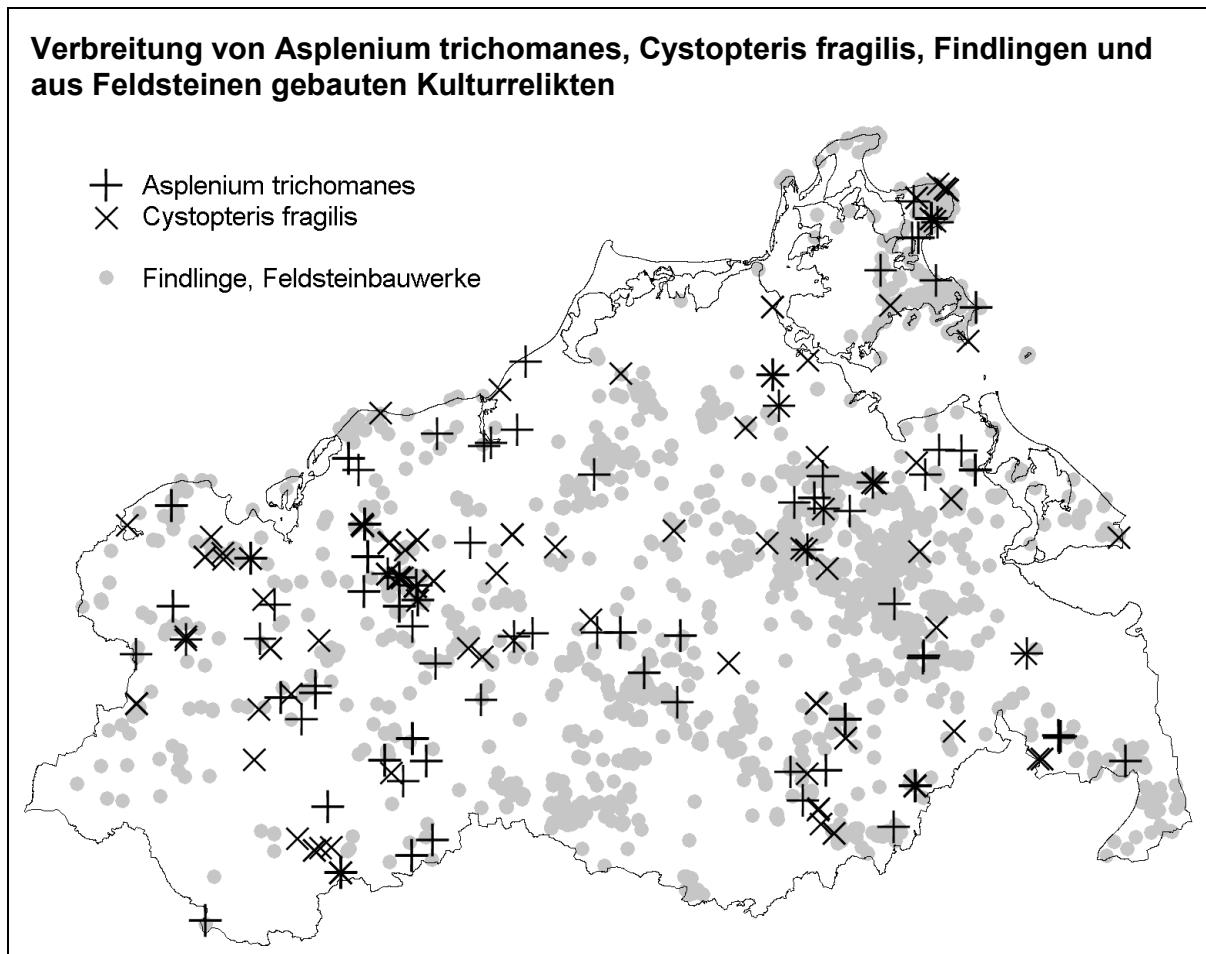 Verbreitung von Asplenium trichomanes, Cystopteris fragilis, Findlingen und
aus Feldsteinen gebauten Kulturrelikten
Asplenium trichomanes
Cystopteris fragilis
Findlinge, Feldsteinbauwerke